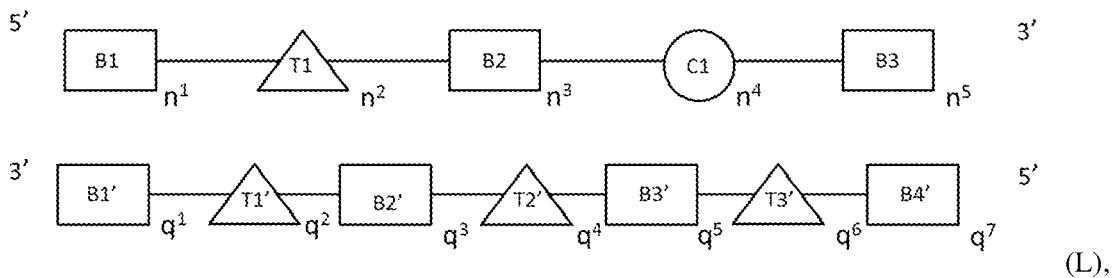 5’ B1 T1 B2 C1 B3 3’
n¹ n² n³ n⁴ n⁵
3’ B1’ T1’ B2’ T2’ B3’ T3’ B4’ 5’
q¹ q² q³ q⁴ q⁵ q⁶ q⁷
(L),